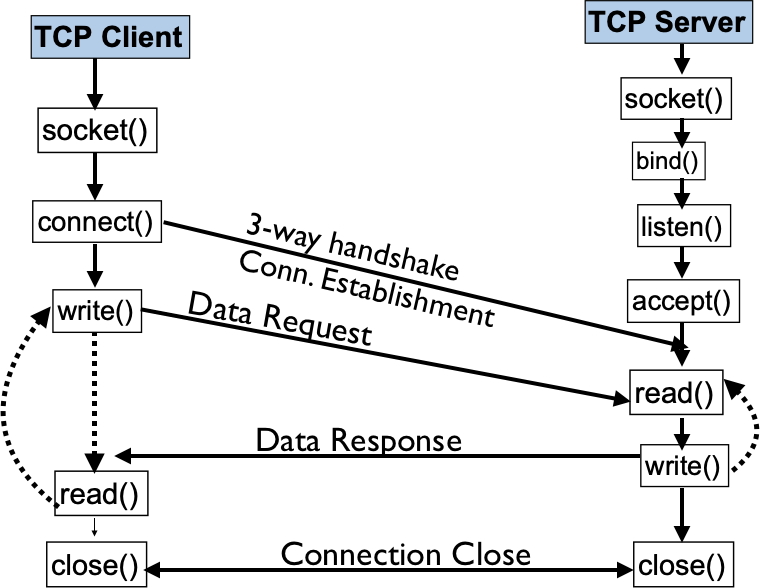 TCP Client
TCP Server
socket()
socket()
bind()
connect()
listen()
3-way handshake
Conn. Establishment
accept()
write()
Data Request
read()
Data Response
write()
read()
Connection Close
close()
close()